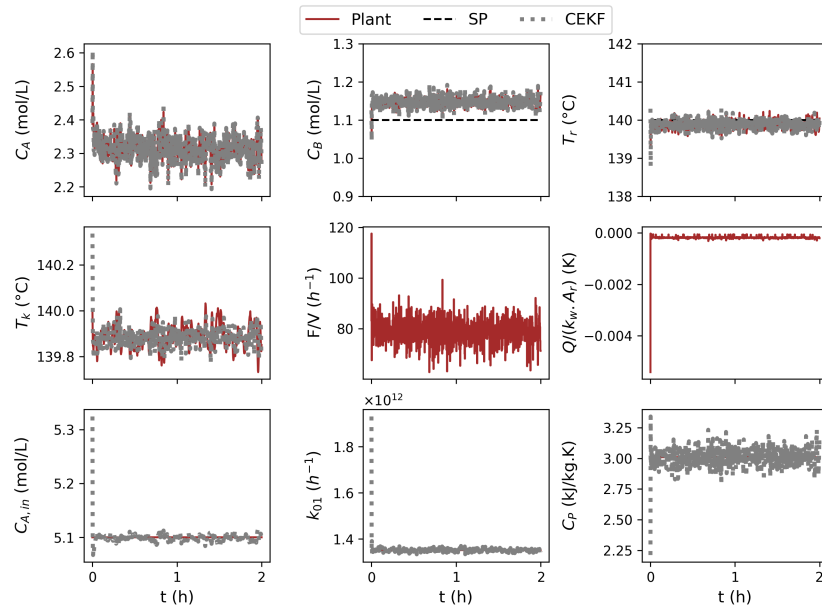 Plant SP CEKF
2.6
2.5
2.4
2.3
2.2
C_A (mol/L)
1.3
1.2
1.1
1.0
0.9
C_B (mol/L)
142
141
140
139
138
T_r (°C)
140.2
140.0
139.8
T_k (°C)
120
100
80
F/V (h⁻¹)
0.000
−0.002
−0.004
Q/(k_w. A_r) (K)
5.3
5.2
5.1
C_{A,in} (mol/L)
0 1 2
t (h)
×10¹²
1.8
1.6
1.4
k₀₁ (h⁻¹)
0 1 2
t (h)
3.25
3.00
2.75
2.50
2.25
C_P (kJ/kg.K)
0 1 2
t (h)